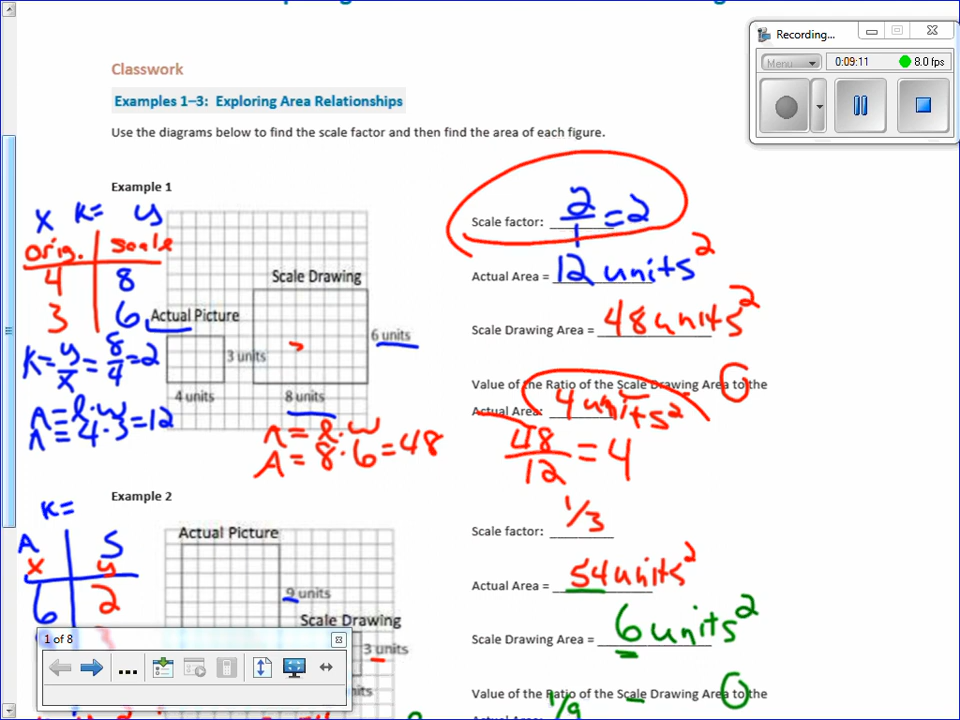 Recording...
Menu
0:09:11
8.0 fps
Classwork
Examples 1–3: Exploring Area Relationships
Use the diagrams below to find the scale factor and then find the area of each figure.
Example 1
X K= y
orig. scale
4 8
3 6
K = y/x = 8/4 = 2
A = l·w
A = 4·3 = 12
Scale Drawing
Actual Picture
6 units
3 units
4 units
8 units
A = l·w
A = 8·6 = 48
Scale factor: 2/1 = 2
Actual Area = 12 units²
Scale Drawing Area = 48 units²
Value of the Ratio of the Scale Drawing Area to the
Actual Area: 4 units²
48/12 = 4
Example 2
K=
A S
x y
6 2
Actual Picture
9 units
Scale Drawing
3 units
Scale factor: 1/3
Actual Area = 54 units²
Scale Drawing Area = 6 units²
Value of the Ratio of the Scale Drawing Area to the
1/9
1 of 8